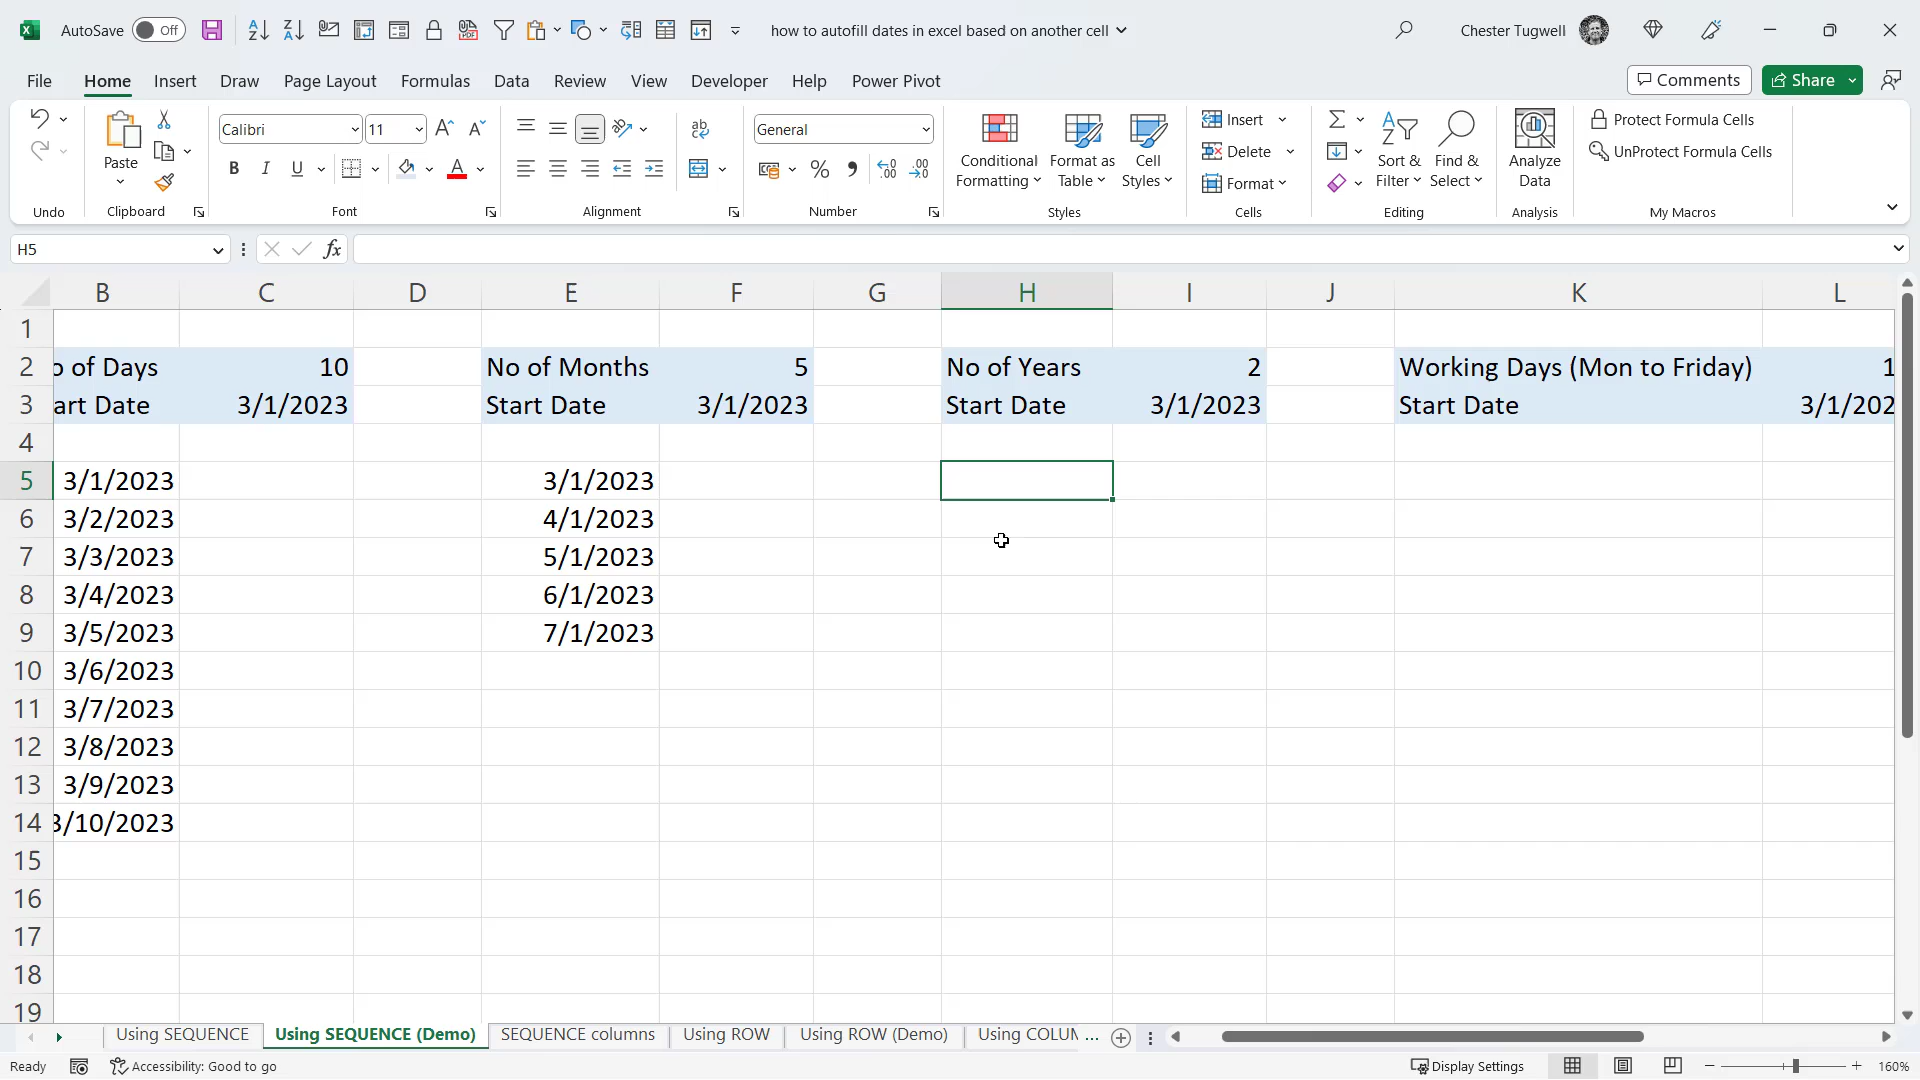 AutoSave Off
how to autofill dates in excel based on another cell
Chester Tugwell
File Home Insert Draw Page Layout Formulas Data Review View Developer Help Power Pivot
Comments Share
Paste
Calibri 11
B I U
General
Conditional Formatting
Format as Table
Cell Styles
Insert
Delete
Format
Sort & Filter
Find & Select
Analyze Data
Protect Formula Cells
UnProtect Formula Cells
Undo Clipboard Font Alignment Number Styles Cells Editing Analysis My Macros
H5 fx
B C D E F G H I J K L
1
2 o of Days 10 No of Months 5 No of Years 2 Working Days (Mon to Friday) 1
3 art Date 3/1/2023 Start Date 3/1/2023 Start Date 3/1/2023 Start Date 3/1/202
4
5 3/1/2023 3/1/2023
6 3/2/2023 4/1/2023
7 3/3/2023 5/1/2023
8 3/4/2023 6/1/2023
9 3/5/2023 7/1/2023
10 3/6/2023
11 3/7/2023
12 3/8/2023
13 3/9/2023
14 3/10/2023
15
16
17
18
19
Using SEQUENCE Using SEQUENCE (Demo) SEQUENCE columns Using ROW Using ROW (Demo) Using COLUM ...
Ready Accessibility: Good to go Display Settings 160%